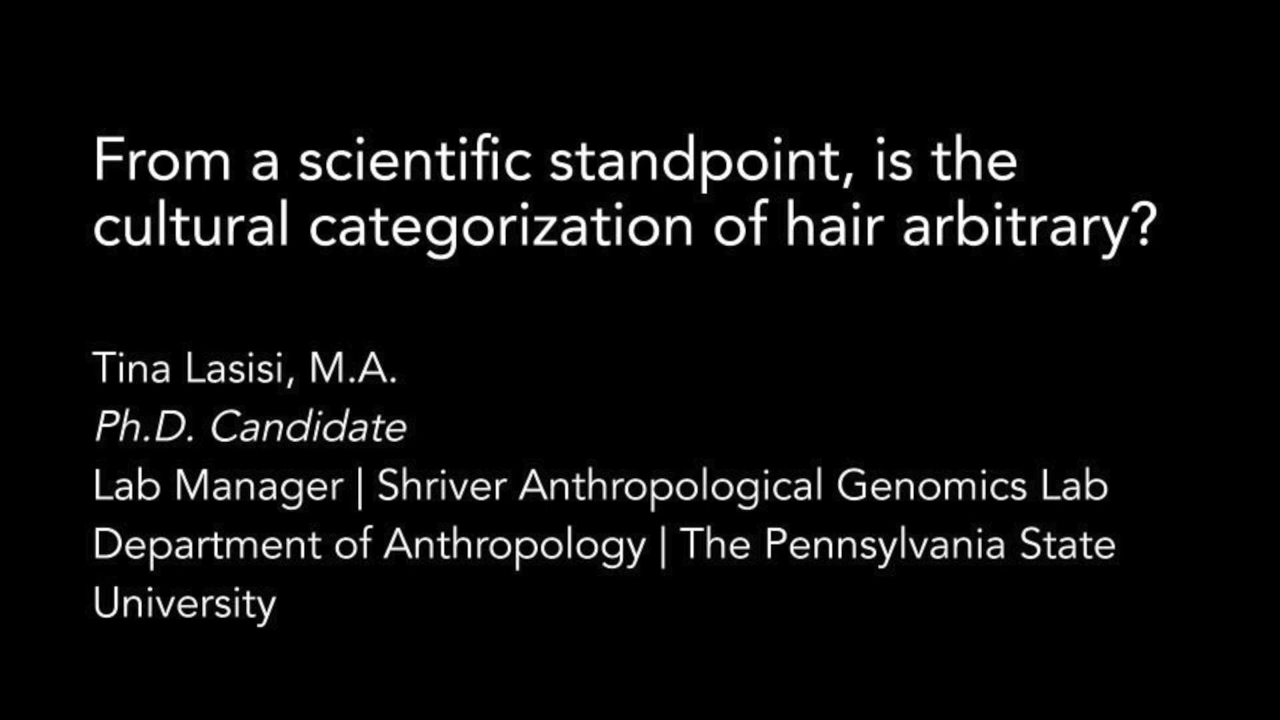 From a scientific standpoint, is the
cultural categorization of hair arbitrary?
Tina Lasisi, M.A.
Ph.D. Candidate
Lab Manager | Shriver Anthropological Genomics Lab
Department of Anthropology | The Pennsylvania State
University